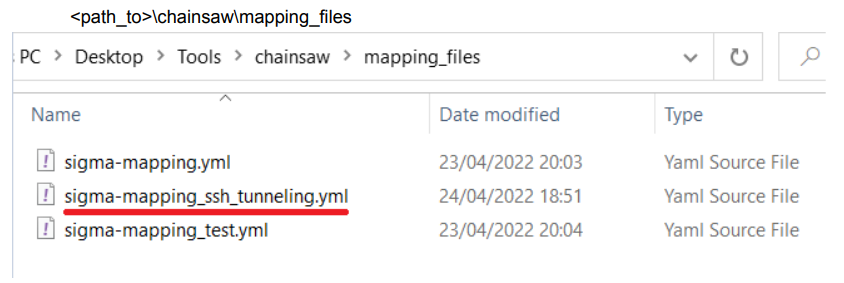 <path_to>\chainsaw\mapping_files
PC > Desktop > Tools > chainsaw > mapping_files
Name Date modified Type
sigma-mapping.yml 23/04/2022 20:03 Yaml Source File
sigma-mapping_ssh_tunneling.yml 24/04/2022 18:51 Yaml Source File
sigma-mapping_test.yml 23/04/2022 20:04 Yaml Source File